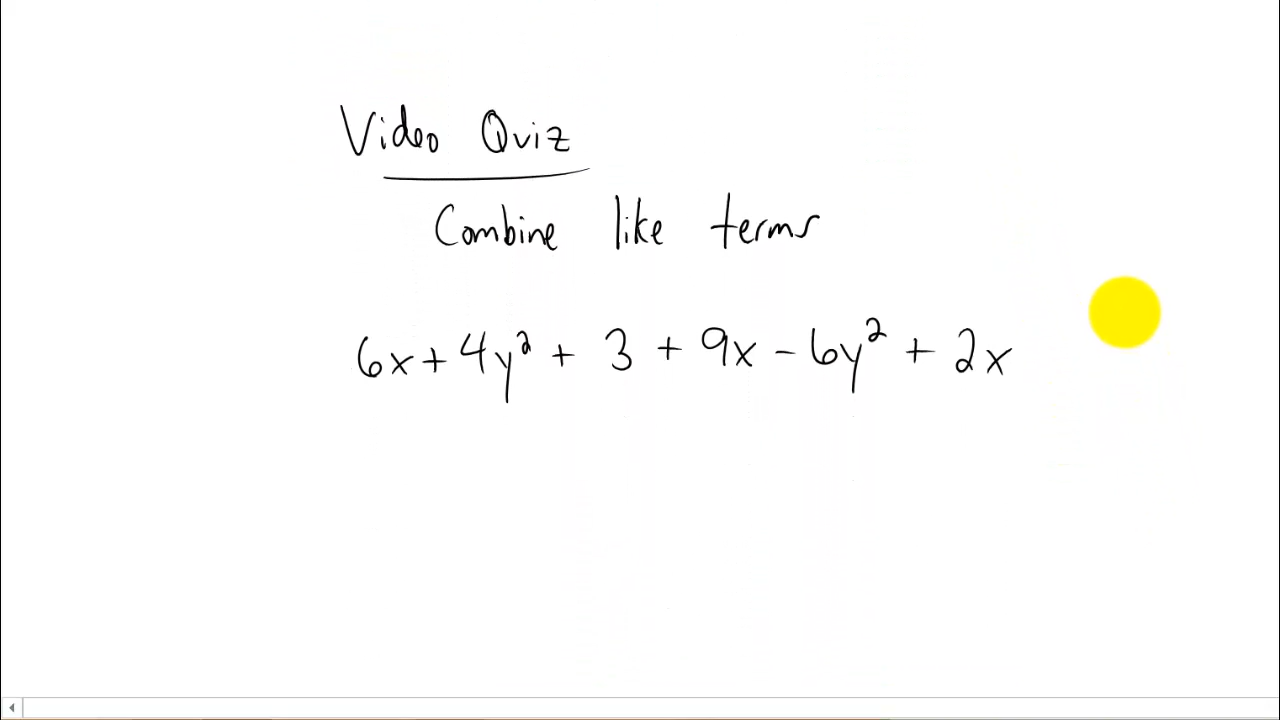 Video Quiz
Combine like terms
6x + 4y² + 3 + 9x - 6y² + 2x